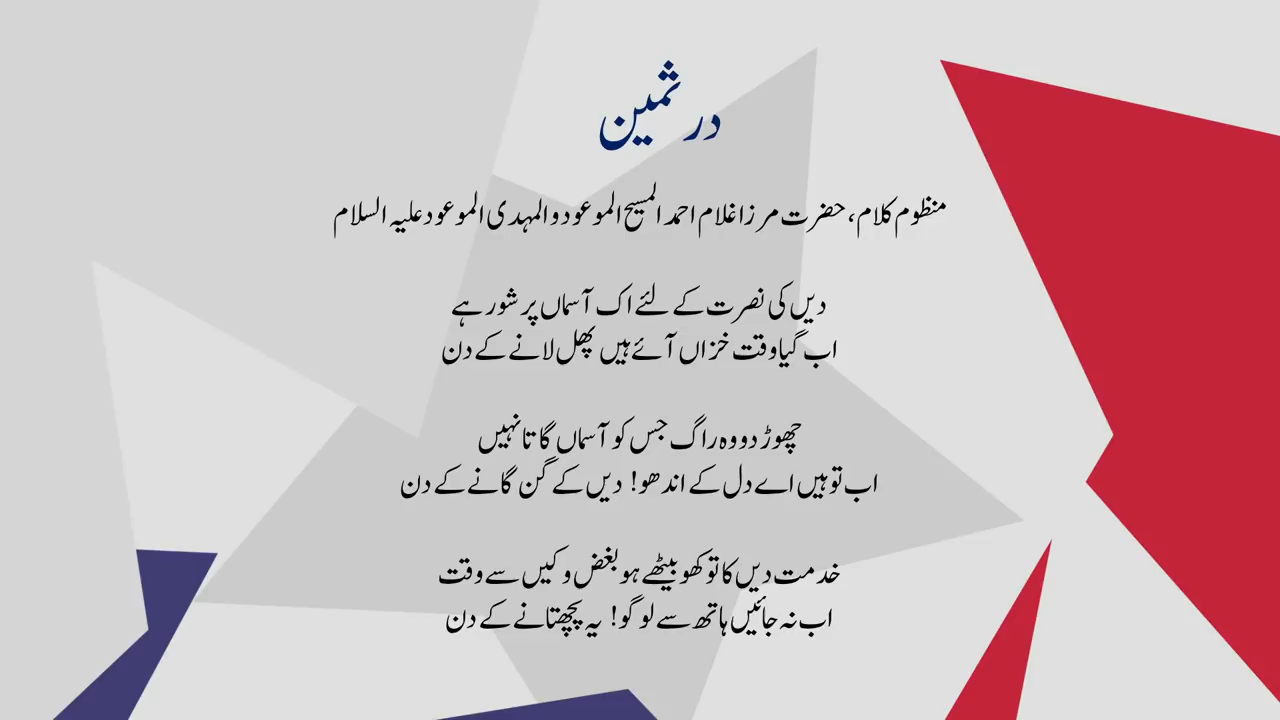 در ثمین
منظوم کلام، حضرت مرزا غلام احمد المسیح الموعود و المہدی الموعود علیہ السلام
دیں کی نصرت کے لئے اک آسماں پر شور ہے
اب گیا وقت خزاں آئے ہیں پھل لانے کے دن
چھوڑ دو وہ راگ جس کو آسماں گاتا نہیں
اب تو ہیں اے دل کے اندھو! دیں کے گن گانے کے دن
خدمت دیں کا تو کھو بیٹھے ہو بغض و کیں سے وقت
اب نہ جائیں ہاتھ سے لوگو! یہ پچھتانے کے دن